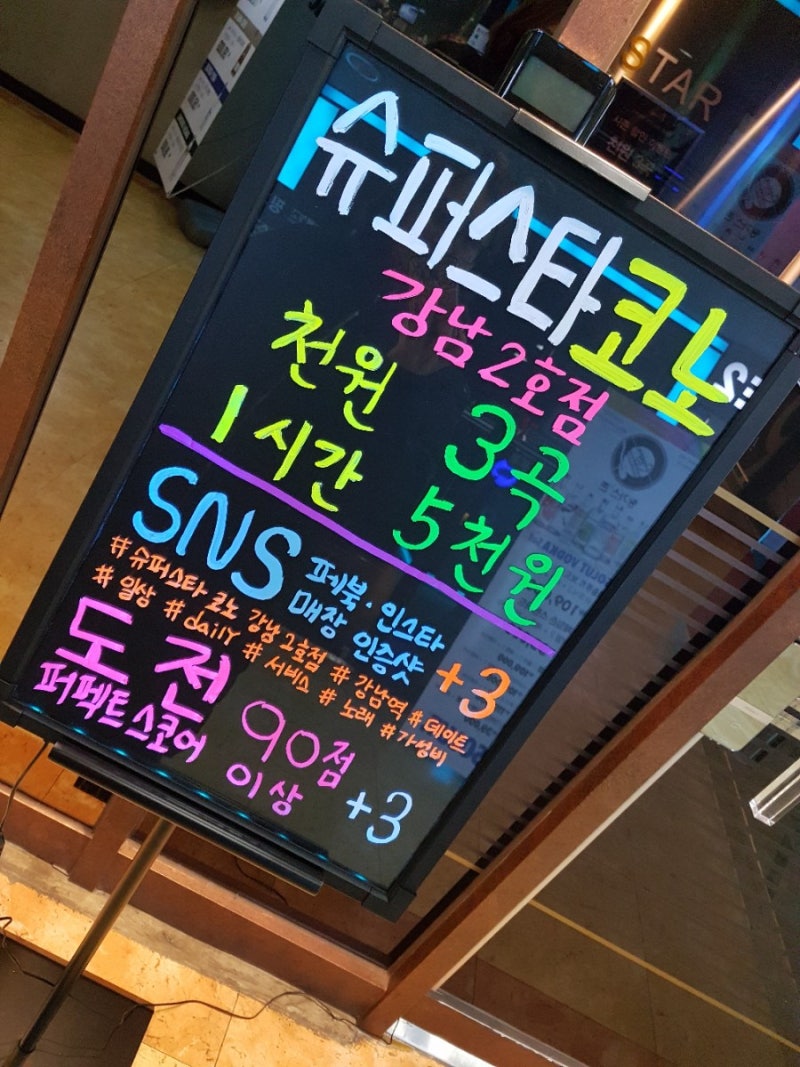 STAR
슈퍼스타코노
강남 2호점
천원 3곡
1시간 5천원
SNS 페북·인스타
매장 인증샷 +3
#슈퍼스타 코노 강남 2호점 #강남역 #데이트
#일상 #daily #서비스 #노래 #가성비
도전 90점
퍼펙트스코어 이상 +3